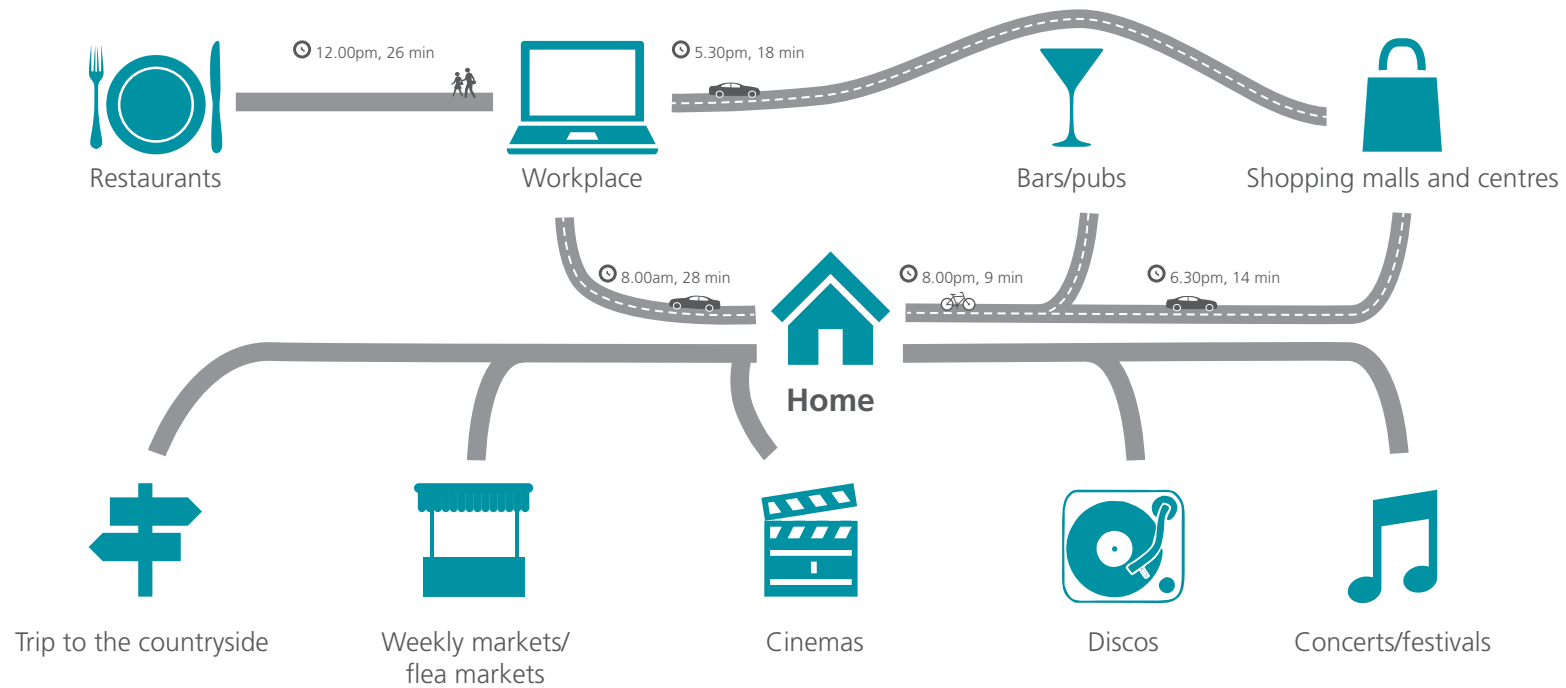 12.00pm, 26 min
5.30pm, 18 min
Restaurants
Workplace
Bars/pubs
Shopping malls and centres
8.00am, 28 min
8.00pm, 9 min
6.30pm, 14 min
Home
Trip to the countryside
Weekly markets/
flea markets
Cinemas
Discos
Concerts/festivals